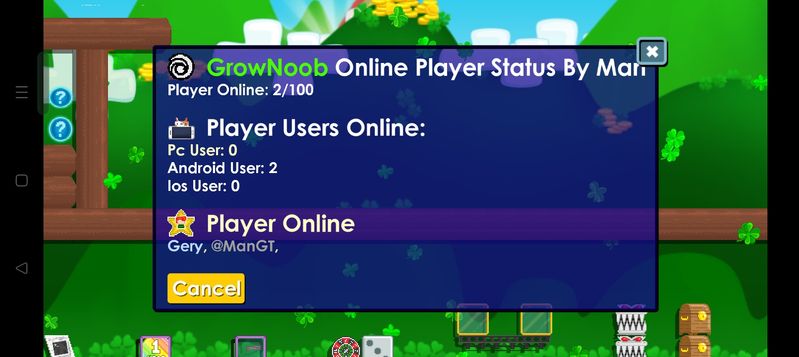 GrowNoob Online Player Status By Man
Player Online: 2/100
Player Users Online:
Pc User: 0
Android User: 2
Ios User: 0
Player Online
Gery, @ManGT,
Cancel